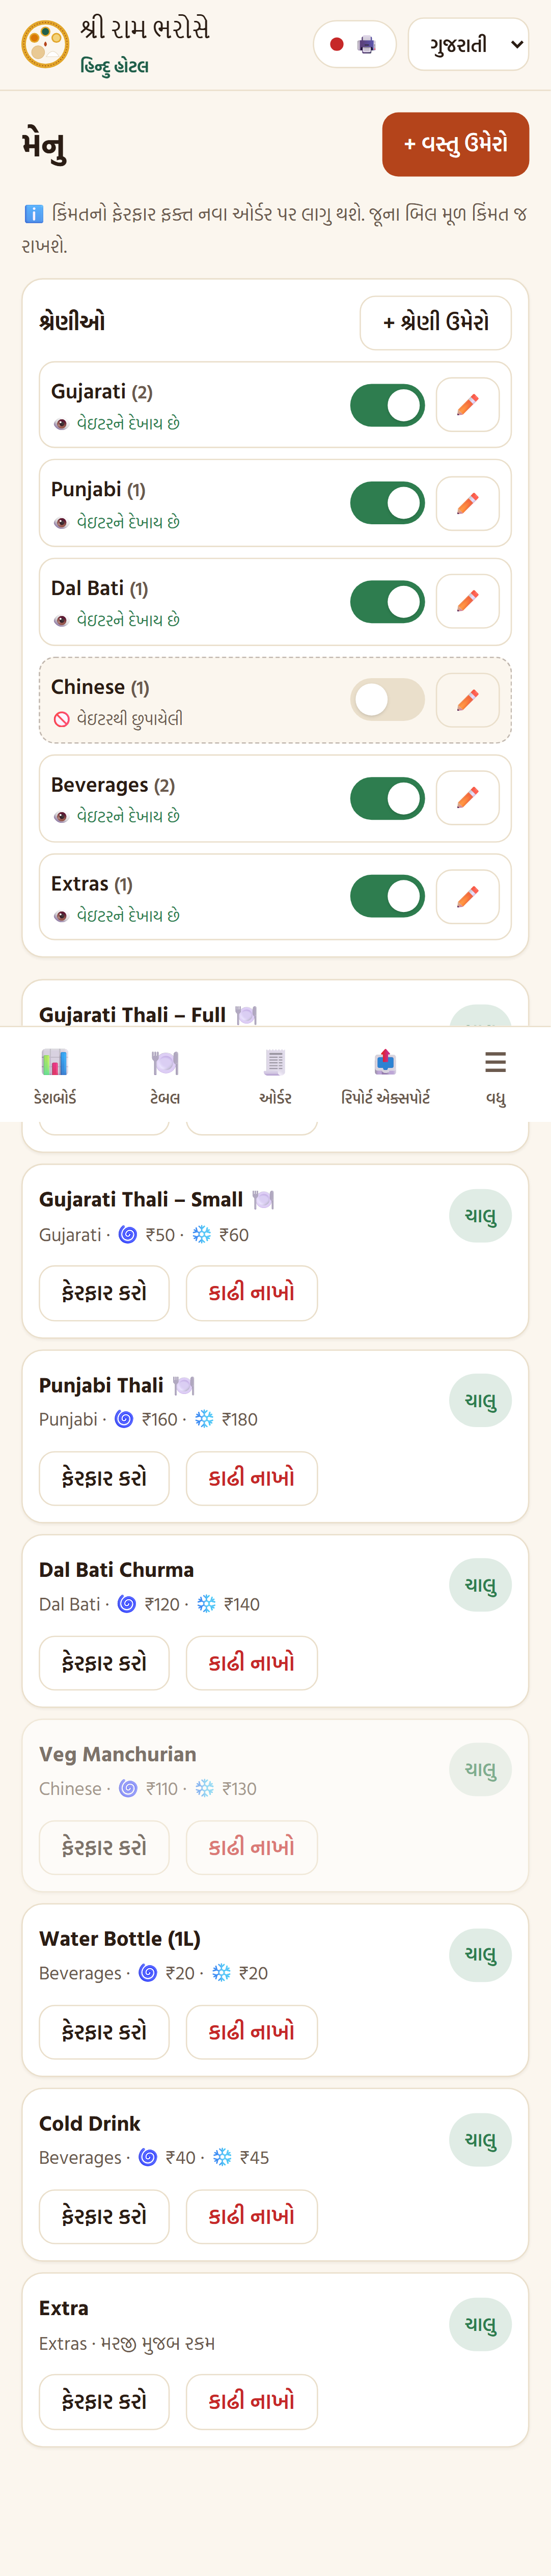 શ્રી રામ ભરોસે
હિન્દુ હોટલ
ગુજરાતી
મેનુ
+ વસ્તુ ઉમેરો
કિંમતનો ફેરફાર ફક્ત નવા ઓર્ડર પર લાગુ થશે. જૂના બિલ મૂળ કિંમત જ
રાખશે.
શ્રેણીઓ
+ શ્રેણી ઉમેરો
Gujarati (2)
વેઇટરને દેખાય છે
Punjabi (1)
વેઇટરને દેખાય છે
Dal Bati (1)
વેઇટરને દેખાય છે
Chinese (1)
વેઇટરથી છુપાયેલી
Beverages (2)
વેઇટરને દેખાય છે
Extras (1)
વેઇટરને દેખાય છે
Gujarati Thali – Full
ડેશબોર્ડ
ટેબલ
ઓર્ડર
રિપોર્ટ એક્સપોર્ટ
વધુ
Gujarati Thali – Small
ચાલુ
Gujarati · ₹50 · ₹60
ફેરફાર કરો
કાઢી નાખો
Punjabi Thali
ચાલુ
Punjabi · ₹160 · ₹180
ફેરફાર કરો
કાઢી નાખો
Dal Bati Churma
ચાલુ
Dal Bati · ₹120 · ₹140
ફેરફાર કરો
કાઢી નાખો
Veg Manchurian
ચાલુ
Chinese · ₹110 · ₹130
ફેરફાર કરો
કાઢી નાખો
Water Bottle (1L)
ચાલુ
Beverages · ₹20 · ₹20
ફેરફાર કરો
કાઢી નાખો
Cold Drink
ચાલુ
Beverages · ₹40 · ₹45
ફેરફાર કરો
કાઢી નાખો
Extra
ચાલુ
Extras · મરજી મુજબ રકમ
ફેરફાર કરો
કાઢી નાખો